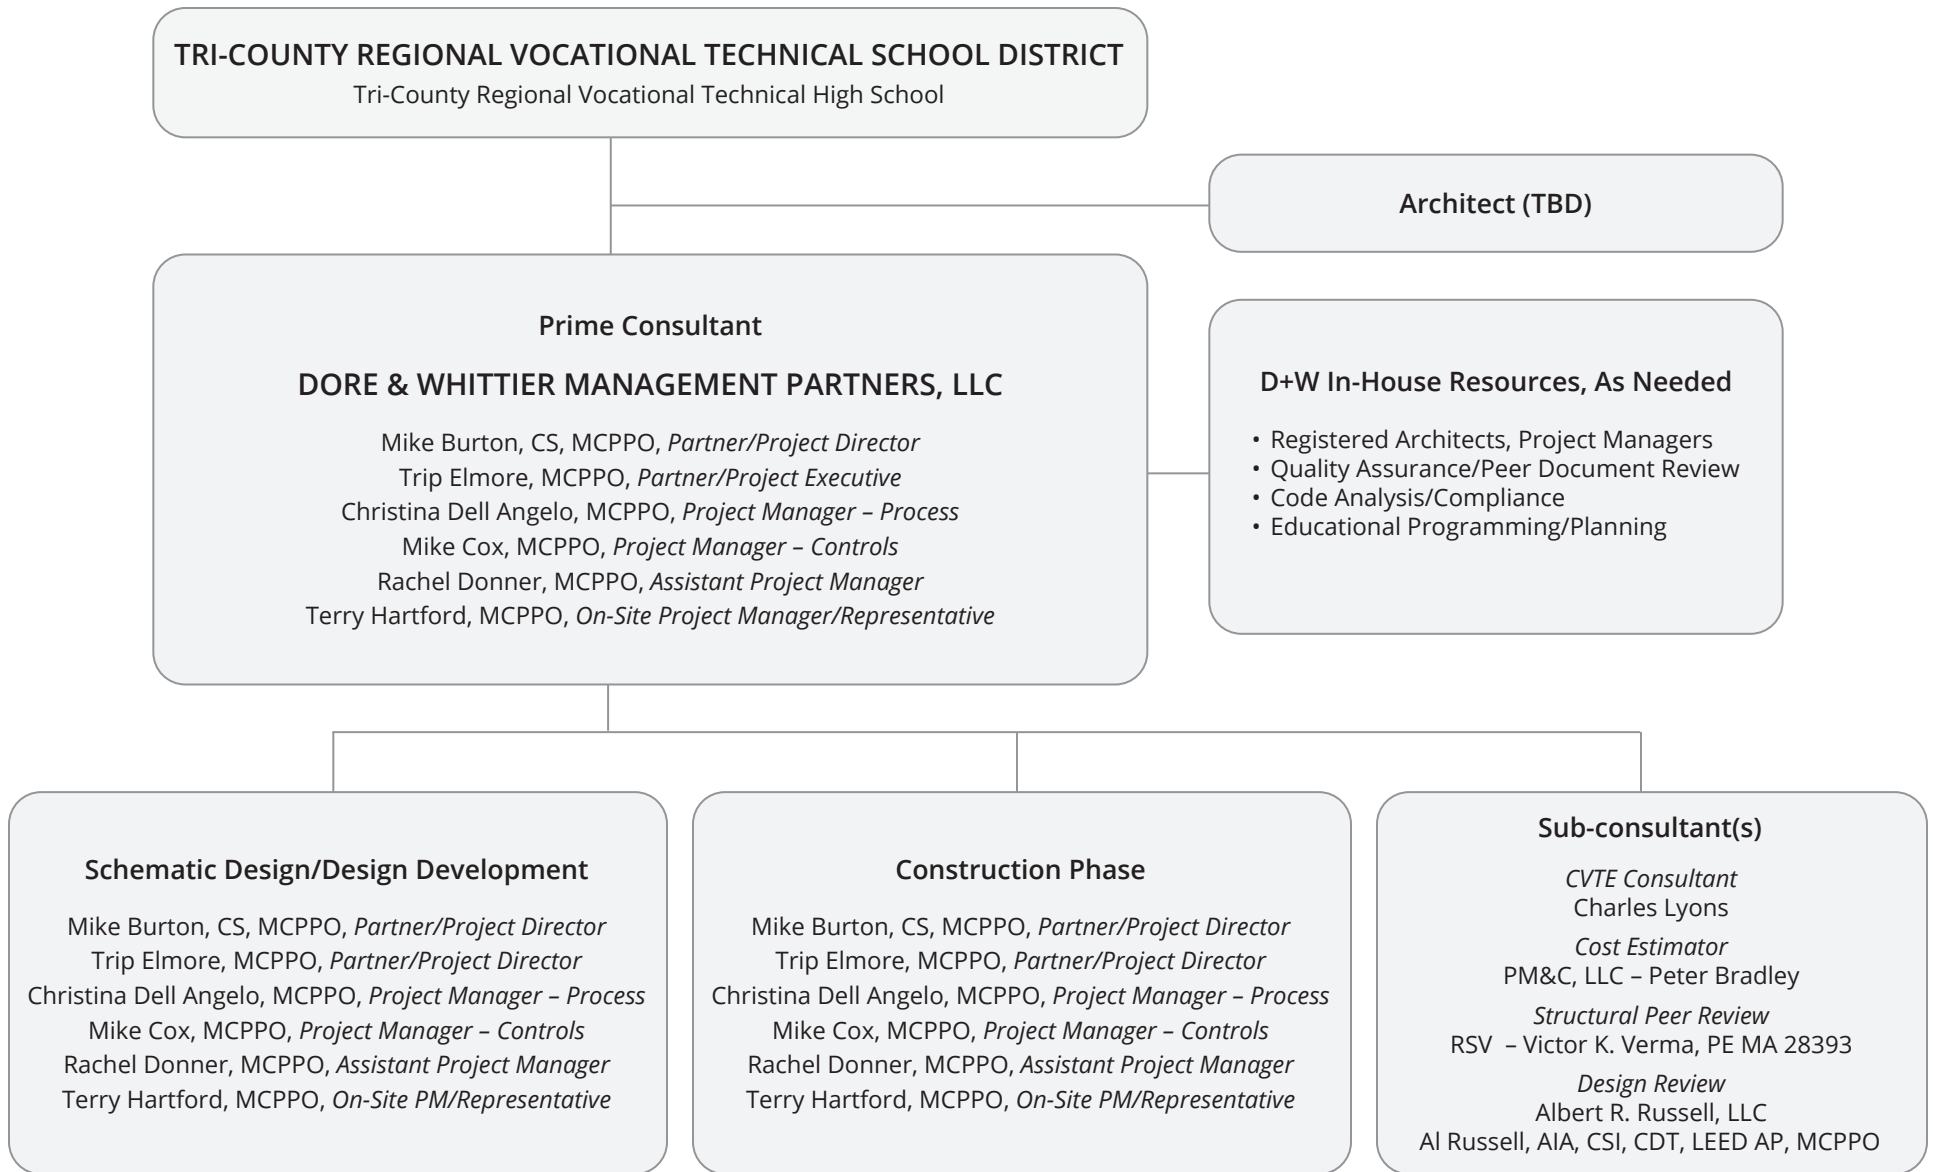 TRI-COUNTY REGIONAL VOCATIONAL TECHNICAL SCHOOL DISTRICT
Tri-County Regional Vocational Technical High School
Architect (TBD)
Prime Consultant
DORE & WHITTIER MANAGEMENT PARTNERS, LLC
Mike Burton, CS, MCPPO, Partner/Project Director
Trip Elmore, MCPPO, Partner/Project Executive
Christina Dell Angelo, MCPPO, Project Manager – Process
Mike Cox, MCPPO, Project Manager – Controls
Rachel Donner, MCPPO, Assistant Project Manager
Terry Hartford, MCPPO, On-Site Project Manager/Representative
D+W In-House Resources, As Needed
• Registered Architects, Project Managers
• Quality Assurance/Peer Document Review
• Code Analysis/Compliance
• Educational Programming/Planning
Schematic Design/Design Development
Mike Burton, CS, MCPPO, Partner/Project Director
Trip Elmore, MCPPO, Partner/Project Director
Christina Dell Angelo, MCPPO, Project Manager – Process
Mike Cox, MCPPO, Project Manager – Controls
Rachel Donner, MCPPO, Assistant Project Manager
Terry Hartford, MCPPO, On-Site PM/Representative
Construction Phase
Mike Burton, CS, MCPPO, Partner/Project Director
Trip Elmore, MCPPO, Partner/Project Director
Christina Dell Angelo, MCPPO, Project Manager – Process
Mike Cox, MCPPO, Project Manager – Controls
Rachel Donner, MCPPO, Assistant Project Manager
Terry Hartford, MCPPO, On-Site PM/Representative
Sub-consultant(s)
CVTE Consultant
Charles Lyons
Cost Estimator
PM&C, LLC – Peter Bradley
Structural Peer Review
RSV – Victor K. Verma, PE MA 28393
Design Review
Albert R. Russell, LLC
Al Russell, AIA, CSI, CDT, LEED AP, MCPPO